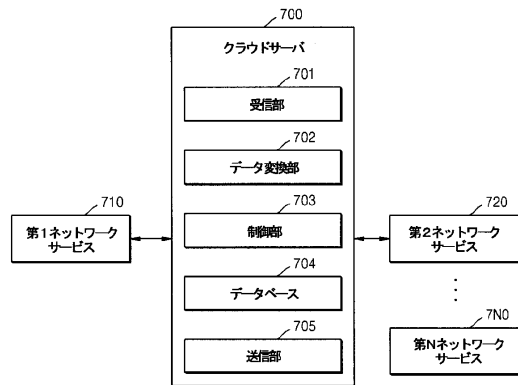 700
クラウドサーバ
701
受信部
702
データ変換部
710
第1ネットワーク
サービス
703
制御部
720
第2ネットワーク
サービス
704
データベース
7N0
第Nネットワーク
サービス
705
送信部